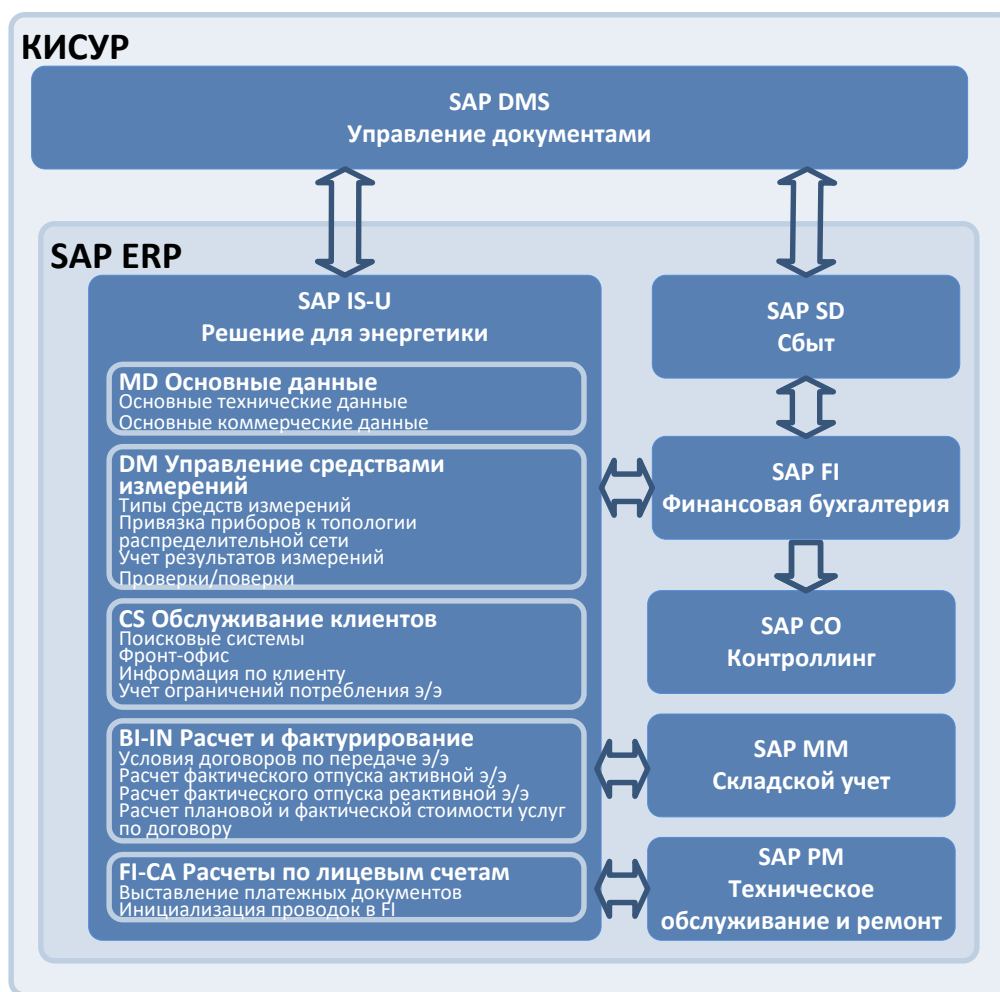 КИСУР
SAP DMS
Управление документами
SAP ERP
SAP IS-U
Решение для энергетики
MD Основные данные
Основные технические данные
Основные коммерческие данные
DM Управление средствами
измерений
Типы средств измерений
Привязка приборов к топологии
распределительной сети
Учет результатов измерений
Проверки/поверки
CS Обслуживание клиентов
Поисковые системы
Фронт-офис
Информация по клиенту
Учет ограничений потребления э/э
BI-IN Расчет и фактурирование
Условия договоров по передаче э/э
Расчет фактического отпуска активной э/э
Расчет фактического отпуска реактивной э/э
Расчет плановой и фактической стоимости услуг
по договору
FI-CA Расчеты по лицевым счетам
Выставление платежных документов
Инициализация проводок в FI
SAP SD
Сбыт
SAP FI
Финансовая бухгалтерия
SAP CO
Контроллинг
SAP MM
Складской учет
SAP PM
Техническое
обслуживание и ремонт